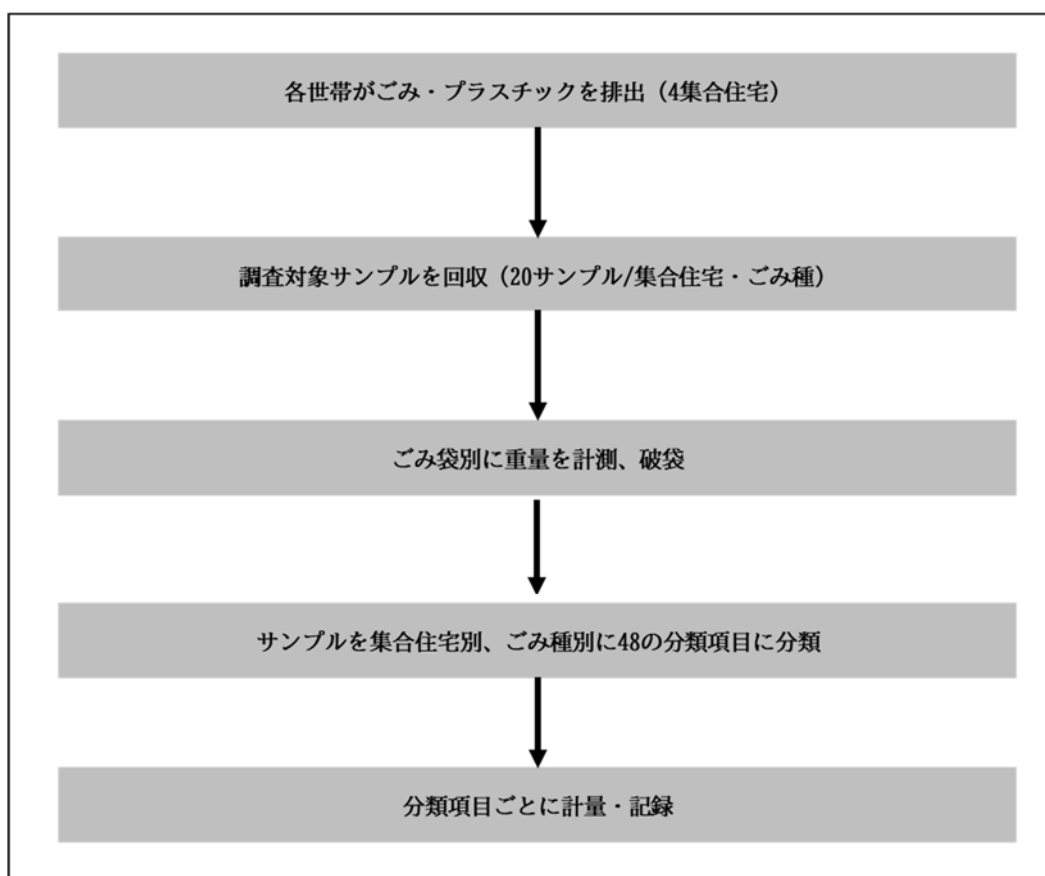 各世帯がごみ・プラスチックを排出（4集合住宅）
調査対象サンプルを回収（20サンプル/集合住宅・ごみ種）
ごみ袋別に重量を計測、破袋
サンプルを集合住宅別、ごみ種別に48の分類項目に分類
分類項目ごとに計量・記録